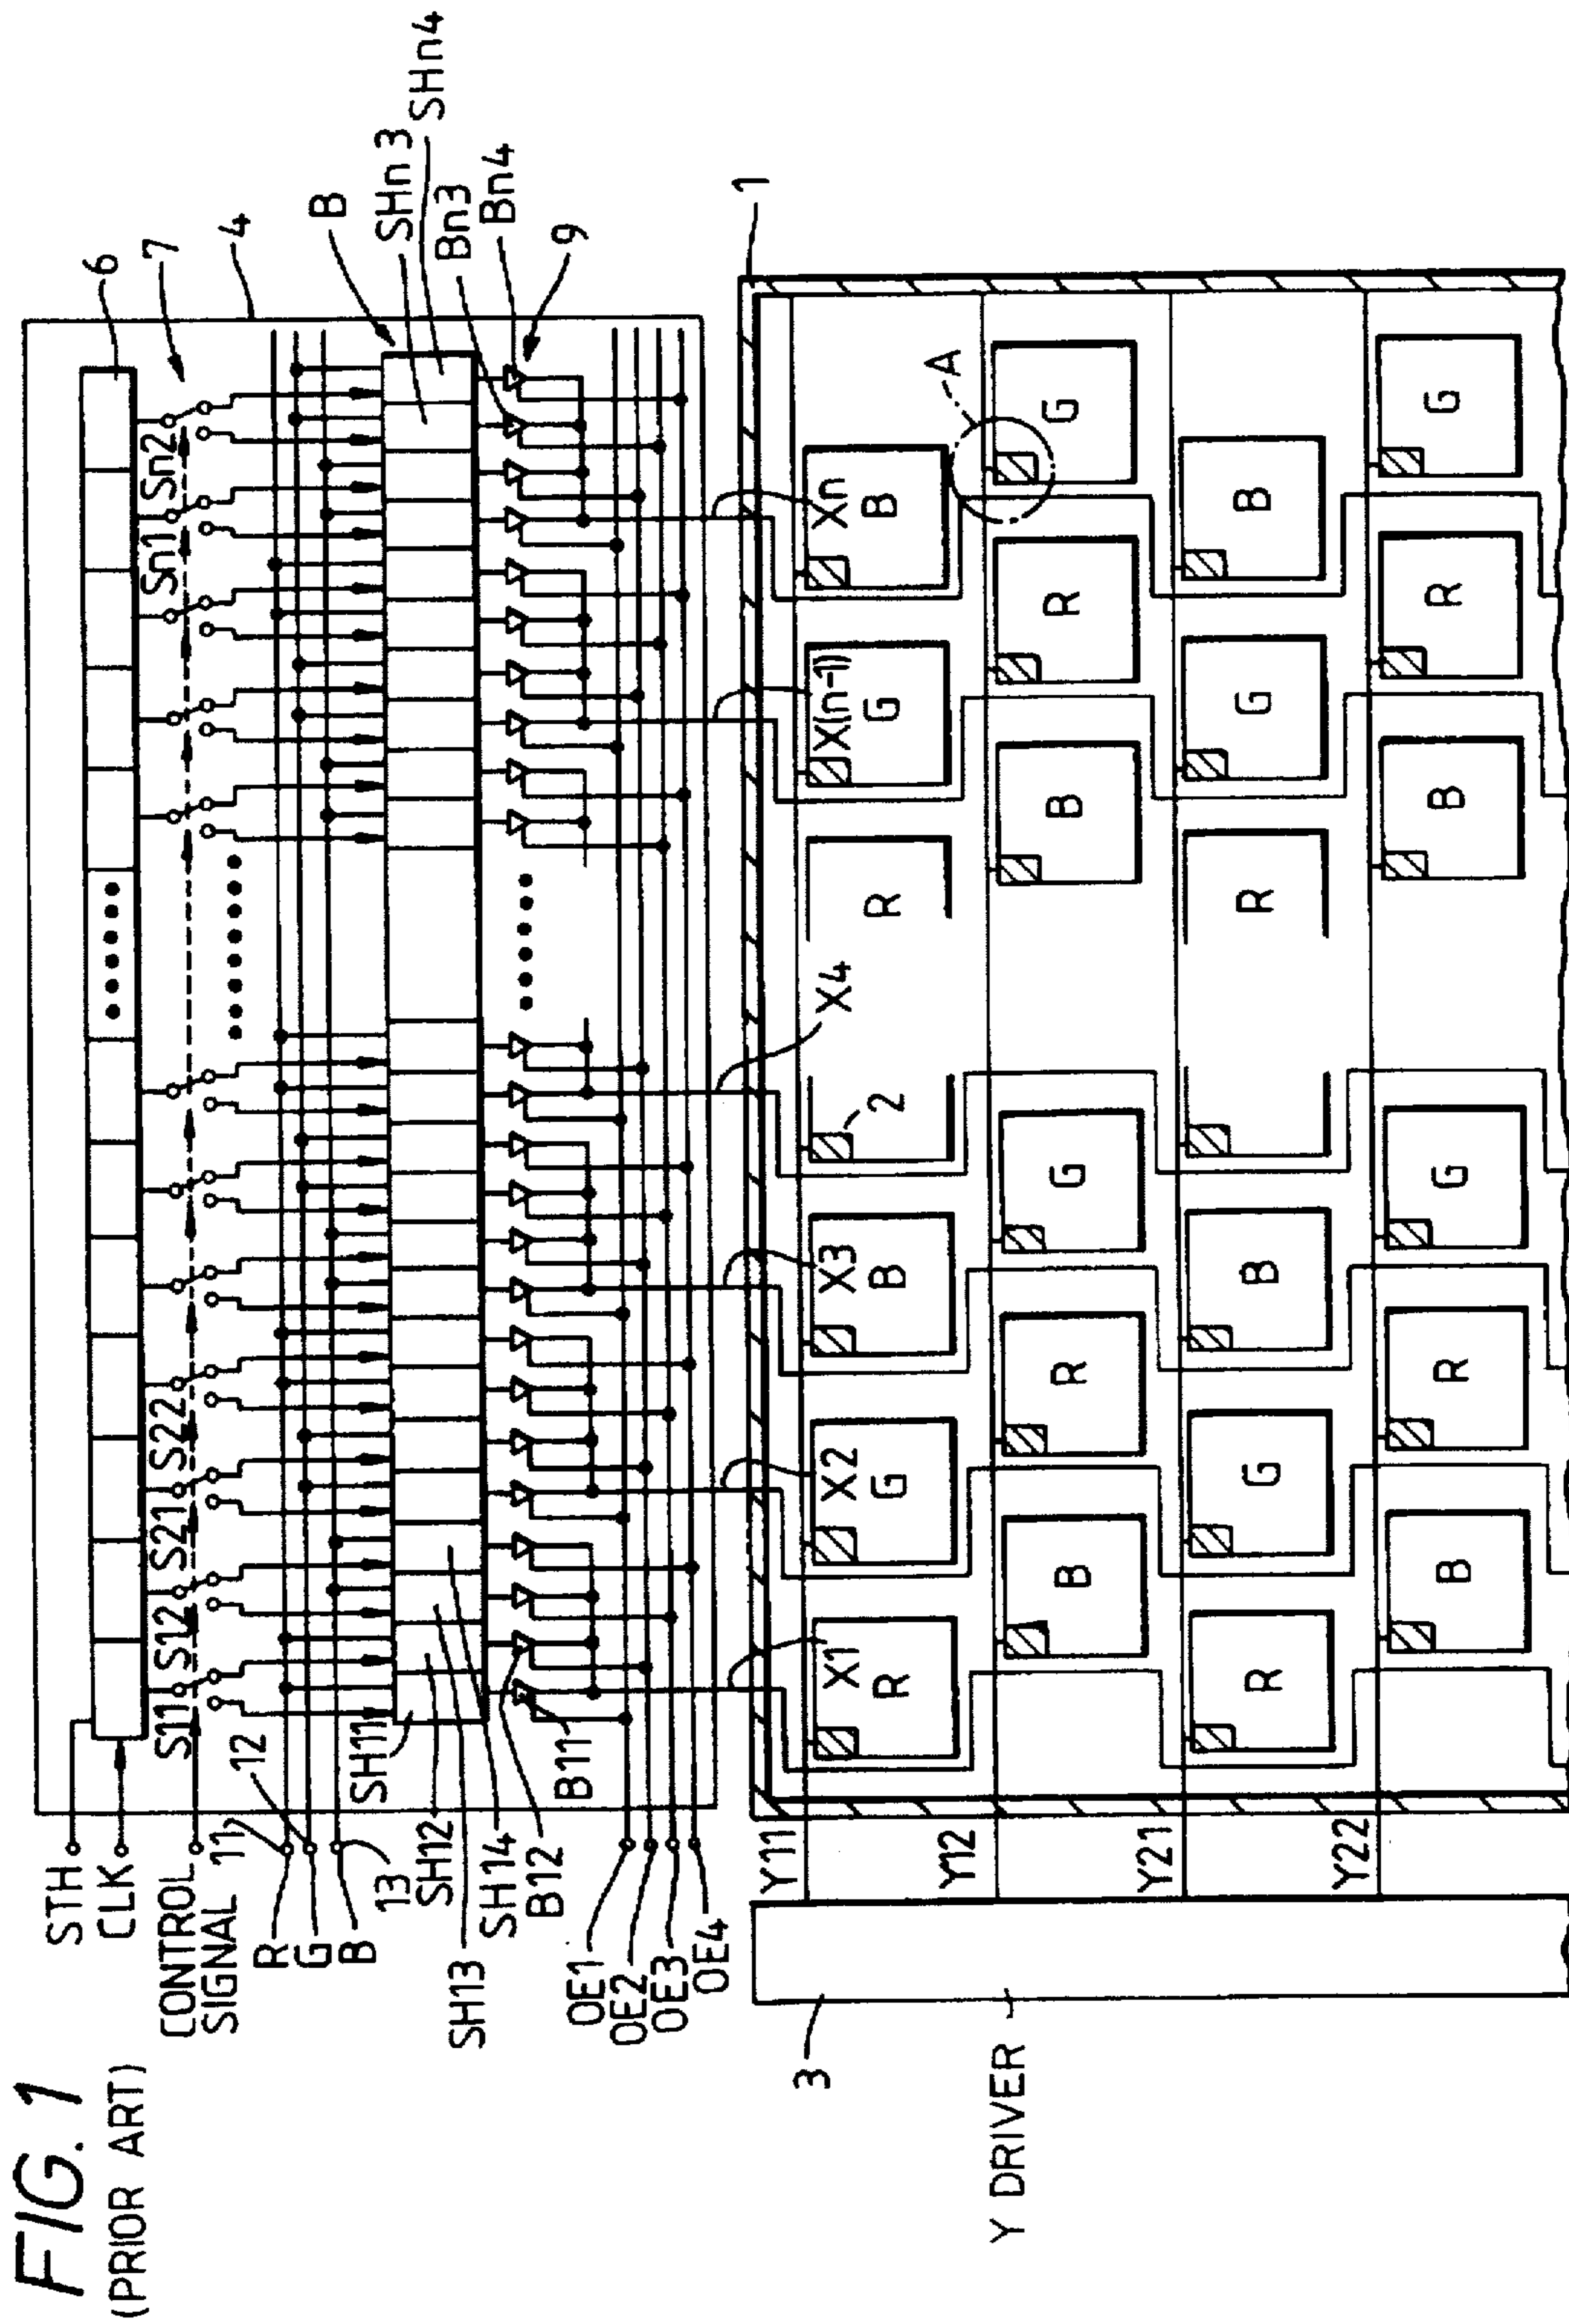 FIG. 1
(PRIOR ART)
STH
CLK
CONTROL
SIGNAL
11
R
12
G
B
13
S11
S12
S21
S22
Sn1
Sn2
6
7
4
B
SHn3
SHn4
Bn3
Bn4
9
SH11
SH12
SH13
SH14
B12
B11
OE1
OE2
OE3
OE4
1
Y11
X1
R
X2
G
X3
B
X4
2
R
X(n-1)
G
Xn
B
A
Y12
B
R
G
B
R
G
Y21
R
G
B
R
G
B
Y22
B
R
G
B
R
G
3
Y DRIVER